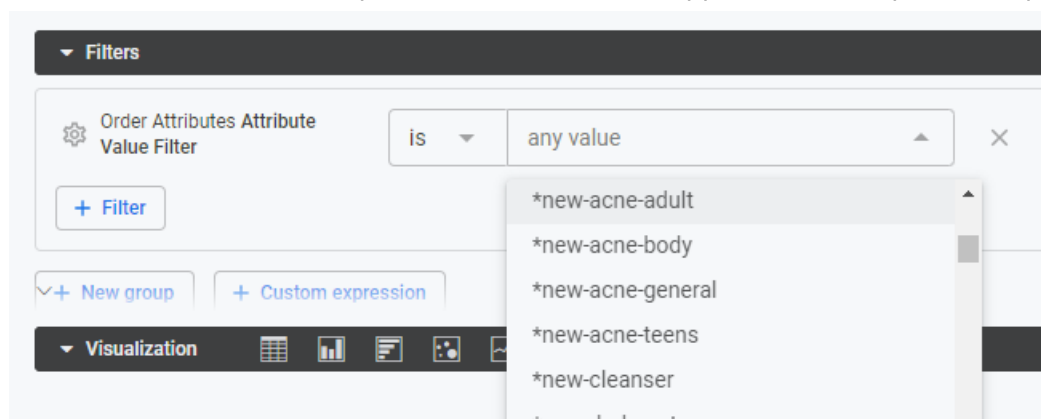 Filters
Order Attributes Attribute
Value Filter
is
any value
+ Filter
*new-acne-adult
*new-acne-body
*new-acne-general
*new-acne-teens
*new-cleanser
+ New group
+ Custom expression
Visualization